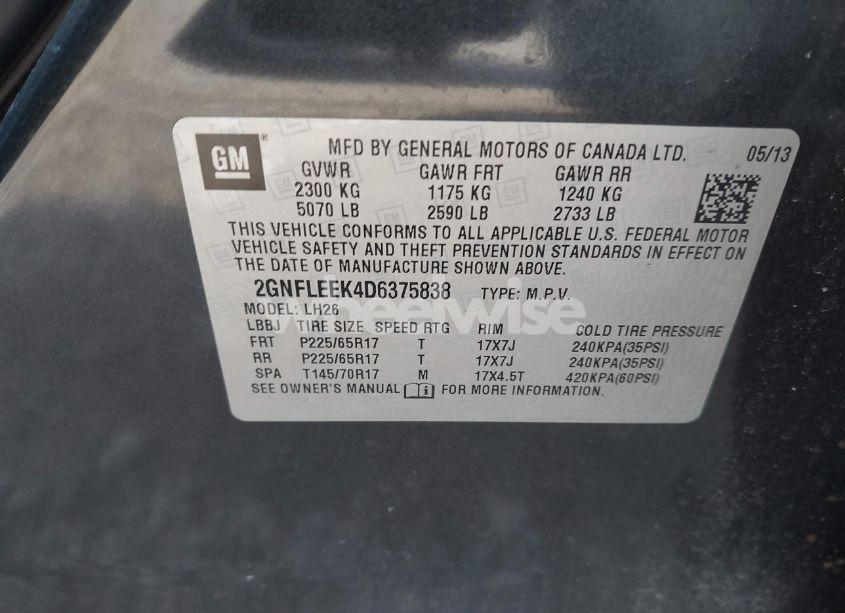 GM ® MFD BY GENERAL MOTORS OF CANADA LTD. 05/13
GVWR GAWR FRT GAWR RR
2300 KG 1175 KG 1240 KG
5070 LB 2590 LB 2733 LB
THIS VEHICLE CONFORMS TO ALL APPLICABLE U.S. FEDERAL MOTOR
VEHICLE SAFETY AND THEFT PREVENTION STANDARDS IN EFFECT ON
THE DATE OF MANUFACTURE SHOWN ABOVE.
2GNFLEEK4D6375838 TYPE: M.P.V.
wheelwise
MODEL: LH26
LBBJ TIRE SIZE SPEED RTG RIM COLD TIRE PRESSURE
FRT P225/65R17 T 17X7J 240KPA(35PSI)
RR P225/65R17 T 17X7J 240KPA(35PSI)
SPA T145/70R17 M 17X4.5T 420KPA(60PSI)
SEE OWNER'S MANUAL FOR MORE INFORMATION.